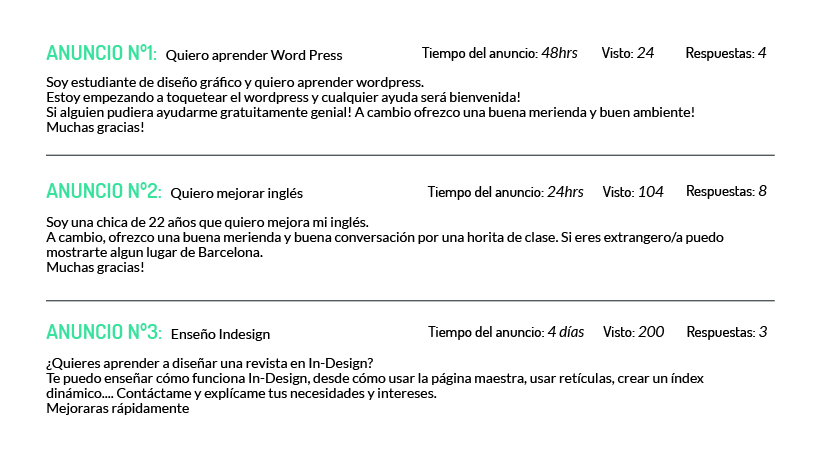 ANUNCIO Nº1: Quiero aprender Word Press Tiempo del anuncio: 48hrs Visto: 24 Respuestas: 4
Soy estudiante de diseño gráfico y quiero aprender wordpress.
Estoy empezando a toquetear el wordpress y cualquier ayuda será bienvenida!
Si alguien pudiera ayudarme gratuitamente genial! A cambio ofrezco una buena merienda y buen ambiente!
Muchas gracias!
ANUNCIO Nº2: Quiero mejorar inglés Tiempo del anuncio: 24hrs Visto: 104 Respuestas: 8
Soy una chica de 22 años que quiero mejora mi inglés.
A cambio, ofrezco una buena merienda y buena conversación por una horita de clase. Si eres extrangero/a puedo
mostrarte algun lugar de Barcelona.
Muchas gracias!
ANUNCIO Nº3: Enseño Indesign Tiempo del anuncio: 4 días Visto: 200 Respuestas: 3
¿Quieres aprender a diseñar una revista en In-Design?
Te puedo enseñar cómo funciona In-Design, desde cómo usar la página maestra, usar retículas, crear un índex
dinámico.... Contáctame y explícame tus necesidades y intereses.
Mejoraras rápidamente